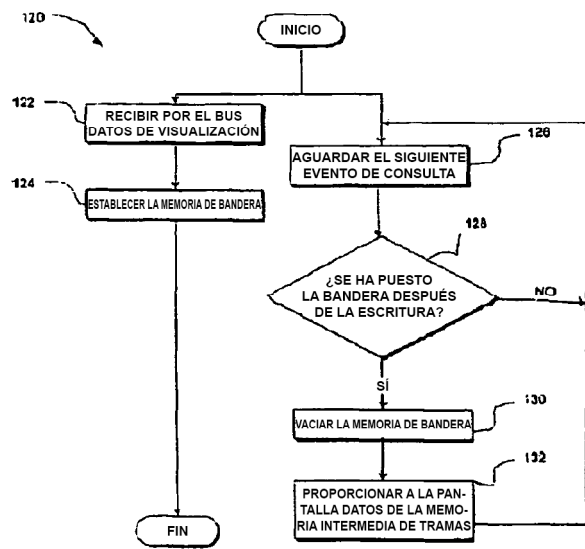 120
INICIO
122
RECIBIR POR EL BUS
DATOS DE VISUALIZACIÓN
124
ESTABLECER LA MEMORIA DE BANDERA
126
AGUARDAR EL SIGUIENTE
EVENTO DE CONSULTA
128
¿SE HA PUESTO
LA BANDERA DESPUÉS
DE LA ESCRITURA?
NO
SÍ
130
VACIAR LA MEMORIA DE BANDERA
132
PROPORCIONAR A LA PAN-
TALLA DATOS DE LA MEMO-
RIA INTERMEDIA DE TRAMAS
FIN